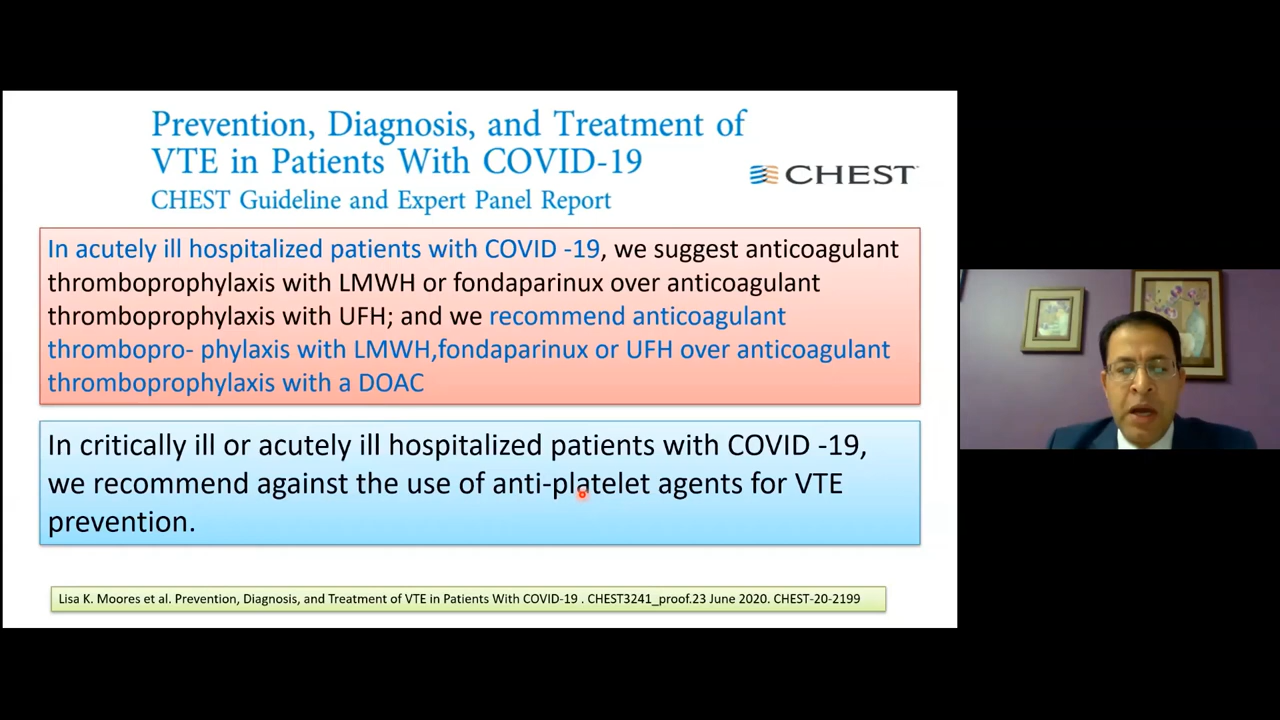 Prevention, Diagnosis, and Treatment of
VTE in Patients With COVID-19
CHEST Guideline and Expert Panel Report
CHEST
In acutely ill hospitalized patients with COVID -19, we suggest anticoagulant
thromboprophylaxis with LMWH or fondaparinux over anticoagulant
thromboprophylaxis with UFH; and we recommend anticoagulant
thrombopro- phylaxis with LMWH,fondaparinux or UFH over anticoagulant
thromboprophylaxis with a DOAC
In critically ill or acutely ill hospitalized patients with COVID -19,
we recommend against the use of anti-platelet agents for VTE
prevention.
Lisa K. Moores et al. Prevention, Diagnosis, and Treatment of VTE in Patients With COVID-19 . CHEST3241_proof.23 June 2020. CHEST-20-2199